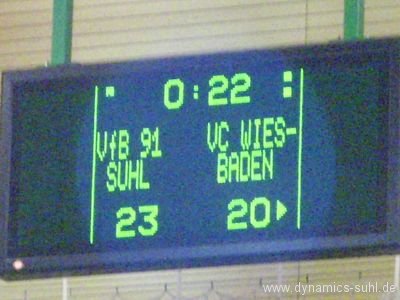 0:22
VfB 91 VC WIES-
SUHL BADEN
23 20
www.dynamics-suhl.de